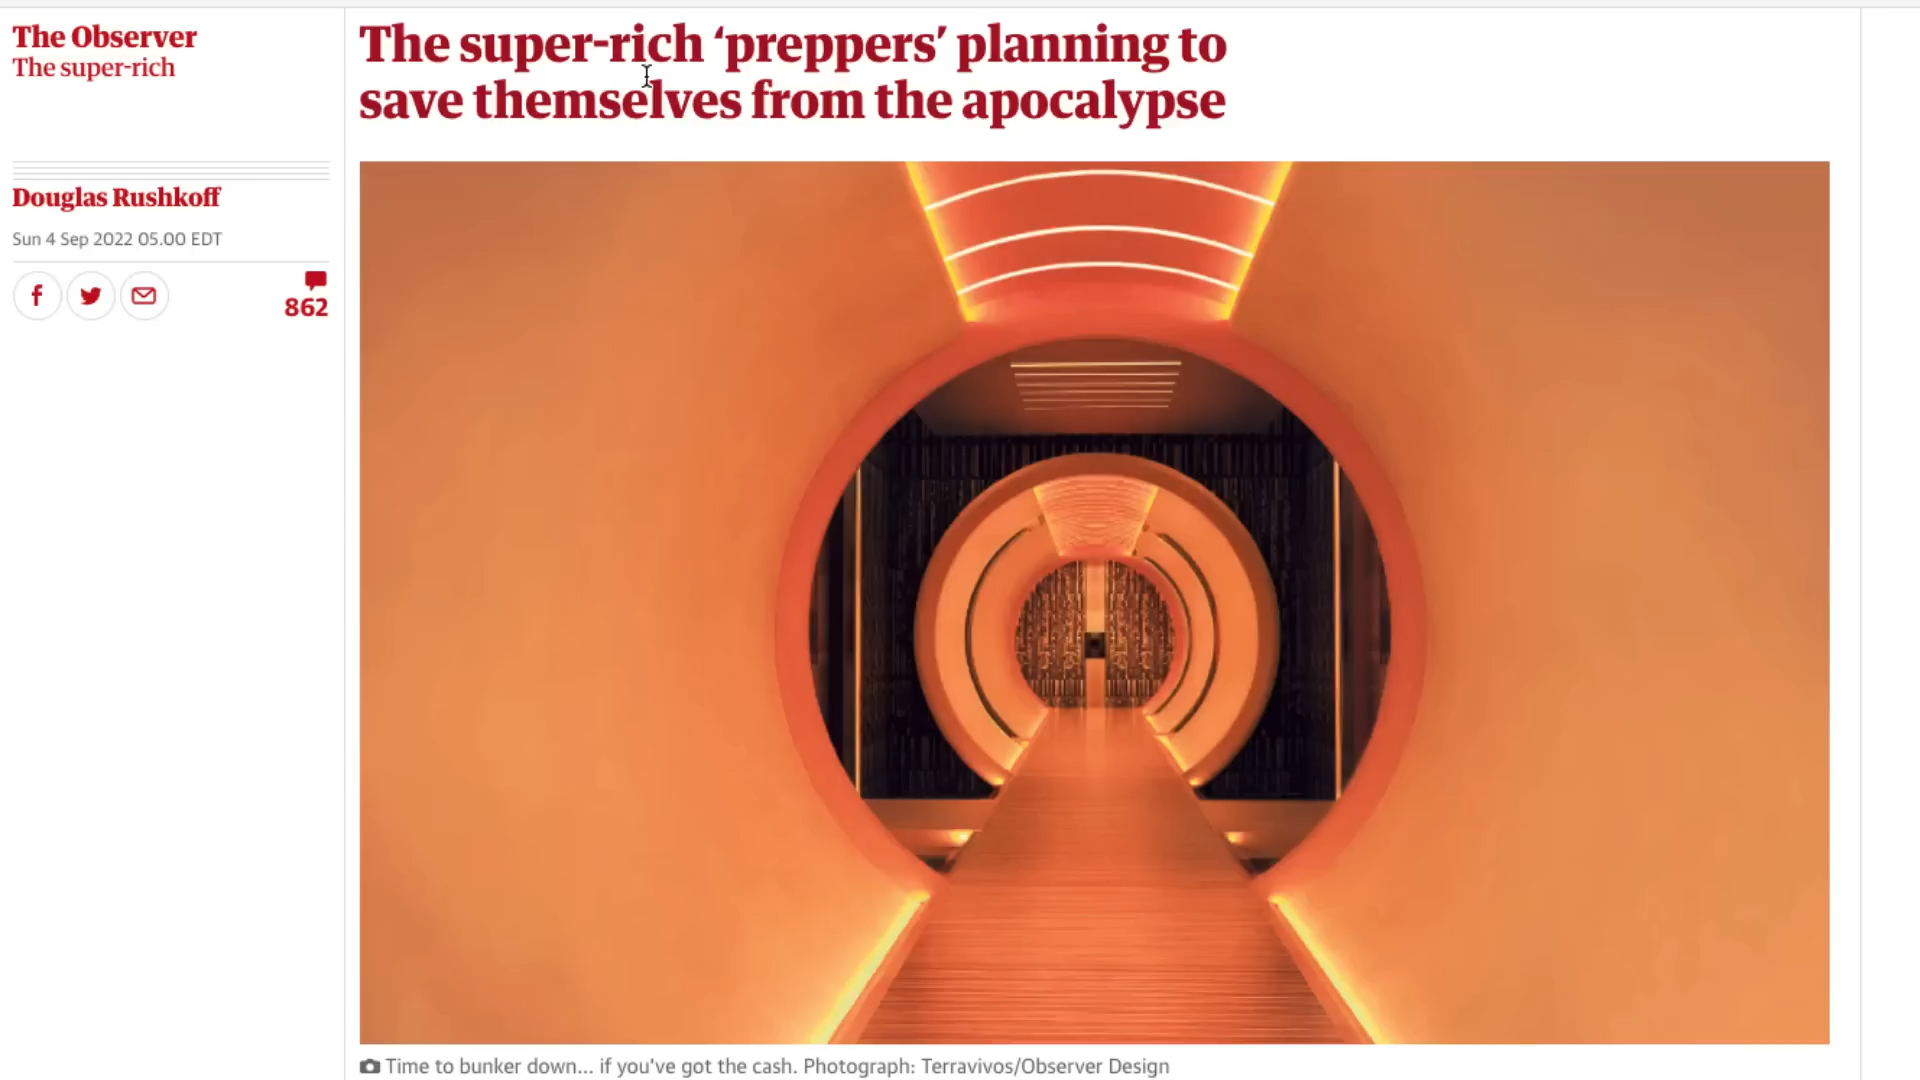 The Observer
The super-rich
The super-rich ‘preppers’ planning to
save themselves from the apocalypse
Douglas Rushkoff
Sun 4 Sep 2022 05.00 EDT
862
Time to bunker down... if you've got the cash. Photograph: Terravivos/Observer Design